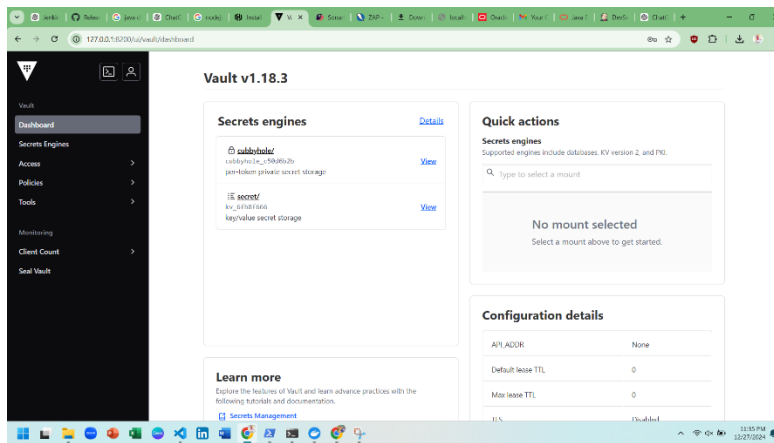 127.0.0.1:8200/ui/vault/dashboard
Vault
Dashboard
Secrets Engines
Access
Policies
Tools
Monitoring
Client Count
Seal Vault
Vault v1.18.3
Secrets engines
Details
cubbyhole/
cubbyhole_c50d6b2b
per-token private secret storage
View
secret/
key/value secret storage
View
Learn more
Explore the features of Vault and learn advance practices with the
following tutorials and documentation.
Secrets Management
Quick actions
Secrets engines
Supported engines include databases, KV version 2, and PKI.
Type to select a mount
No mount selected
Select a mount above to get started.
Configuration details
API_ADDR None
Default lease TTL 0
Max lease TTL 0
TLS Disabled
11:35 PM
12/27/2024